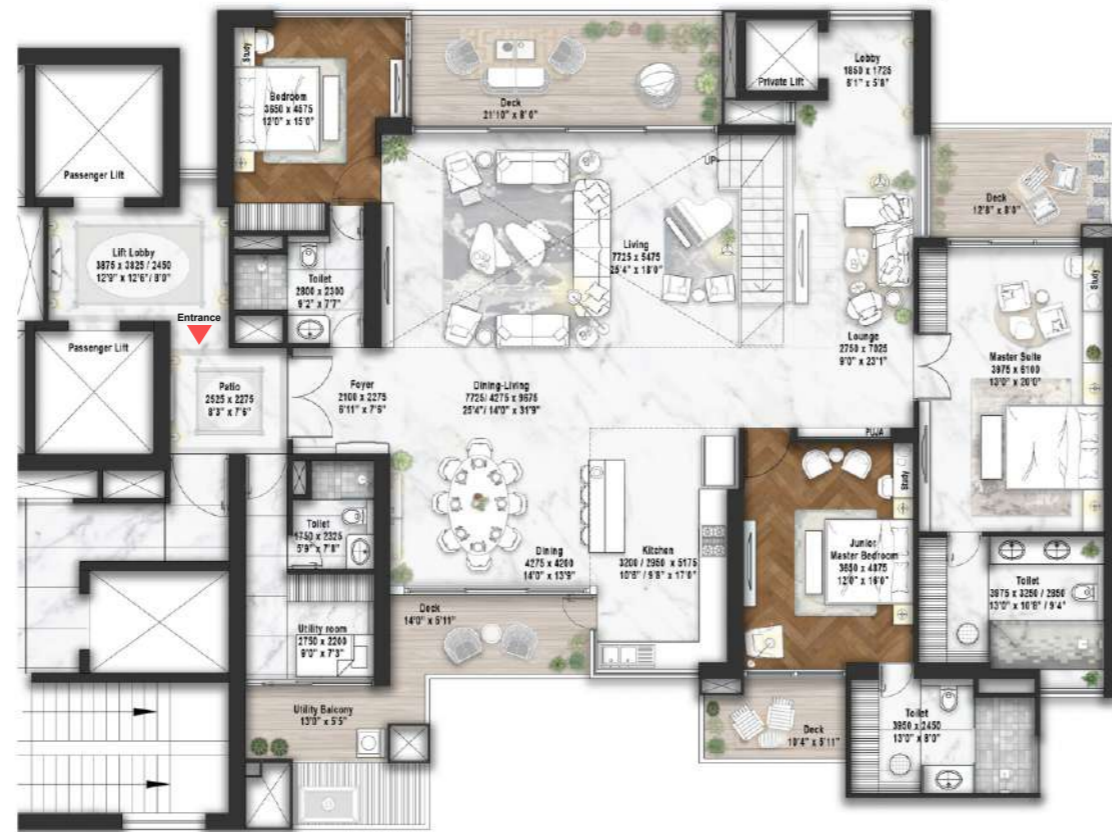 Study
Bedroom
3650 x 4575
12'0" x 15'0"
Deck
21'10" x 8'0"
Private Lift
Lobby
1850 x 1725
6'1" x 5'8"
Passenger Lift
UP
Deck
12'8" x 8'0"
Lift Lobby
3875 x 3825 / 2450
12'9" x 12'6"/ 8'0"
Toilet
2800 x 2300
9'2" x 7'7"
Living
7725 x 5475
25'4" x 18'0"
Study
Entrance
Passenger Lift
Lounge
2750 x 7025
9'0" x 23'1"
Master Suite
3975 x 6100
13'0" x 20'0"
Patio
2525 x 2275
8'3" x 7'6"
Foyer
2100 x 2275
6'11" x 7'6"
Dining-Living
7725/ 4275 x 9675
25'4"/ 14'0" x 31'9"
PUJA
Study
Toilet
1750 x 2325
5'9" x 7'8"
Dining
4275 x 4200
14'0" x 13'9"
Kitchen
3200 / 2950 x 5175
10'6" / 9'8" x 17'0"
Junior
Master Bedroom
3650 x 4875
12'0" x 16'0"
Toilet
3975 x 3250 / 2850
13'0" x 10'8" / 9'4"
Deck
14'0" x 5'11"
Utility room
2750 x 2200
9'0" x 7'3"
Utility Balcony
13'0" x 5'5"
Deck
10'4" x 5'11"
Toilet
3950 x 2450
13'0" x 8'0"